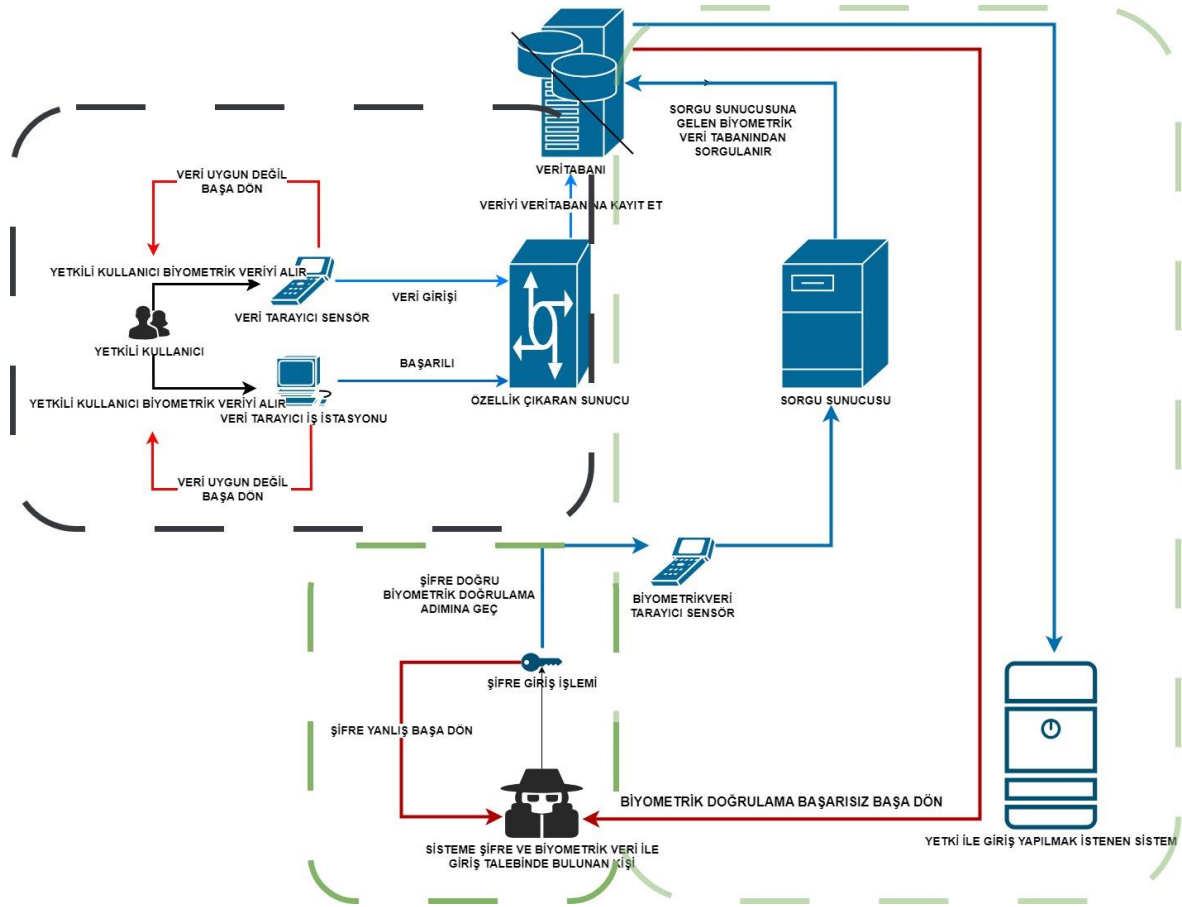 SORGU SUNUCUSUNA
GELEN BİYOMETRİK
VERİ TABANINDAN
SORGULANIR
VERİTABANI
VERİ UYGUN DEĞİL
BAŞA DÖN
VERİYİ VERİTABANINA KAYIT ET
YETKİLİ KULLANICI BİYOMETRİK VERİYİ ALIR
VERİ GİRİŞİ
VERİ TARAYICI SENSÖR
YETKİLİ KULLANICI
BAŞARILI
YETKİLİ KULLANICI BİYOMETRİK VERİYİ ALIR
ÖZELLİK ÇIKARAN SUNUCU
SORGU SUNUCUSU
VERİ TARAYICI İŞ İSTASYONU
VERİ UYGUN DEĞİL
BAŞA DÖN
ŞİFRE DOĞRU
BİYOMETRİK DOĞRULAMA
ADIMINA GEÇ
BİYOMETRİKVERİ
TARAYICI SENSÖR
ŞİFRE GİRİŞ İŞLEMİ
ŞİFRE YANLIŞ BAŞA DÖN
BİYOMETRİK DOĞRULAMA BAŞARISIZ BAŞA DÖN
SİSTEME ŞİFRE VE BİYOMETRİK VERİ İLE
GİRİŞ TALEBİNDE BULUNAN KİŞİ
YETKİ İLE GİRİŞ YAPILMAK İSTENEN SİSTEM